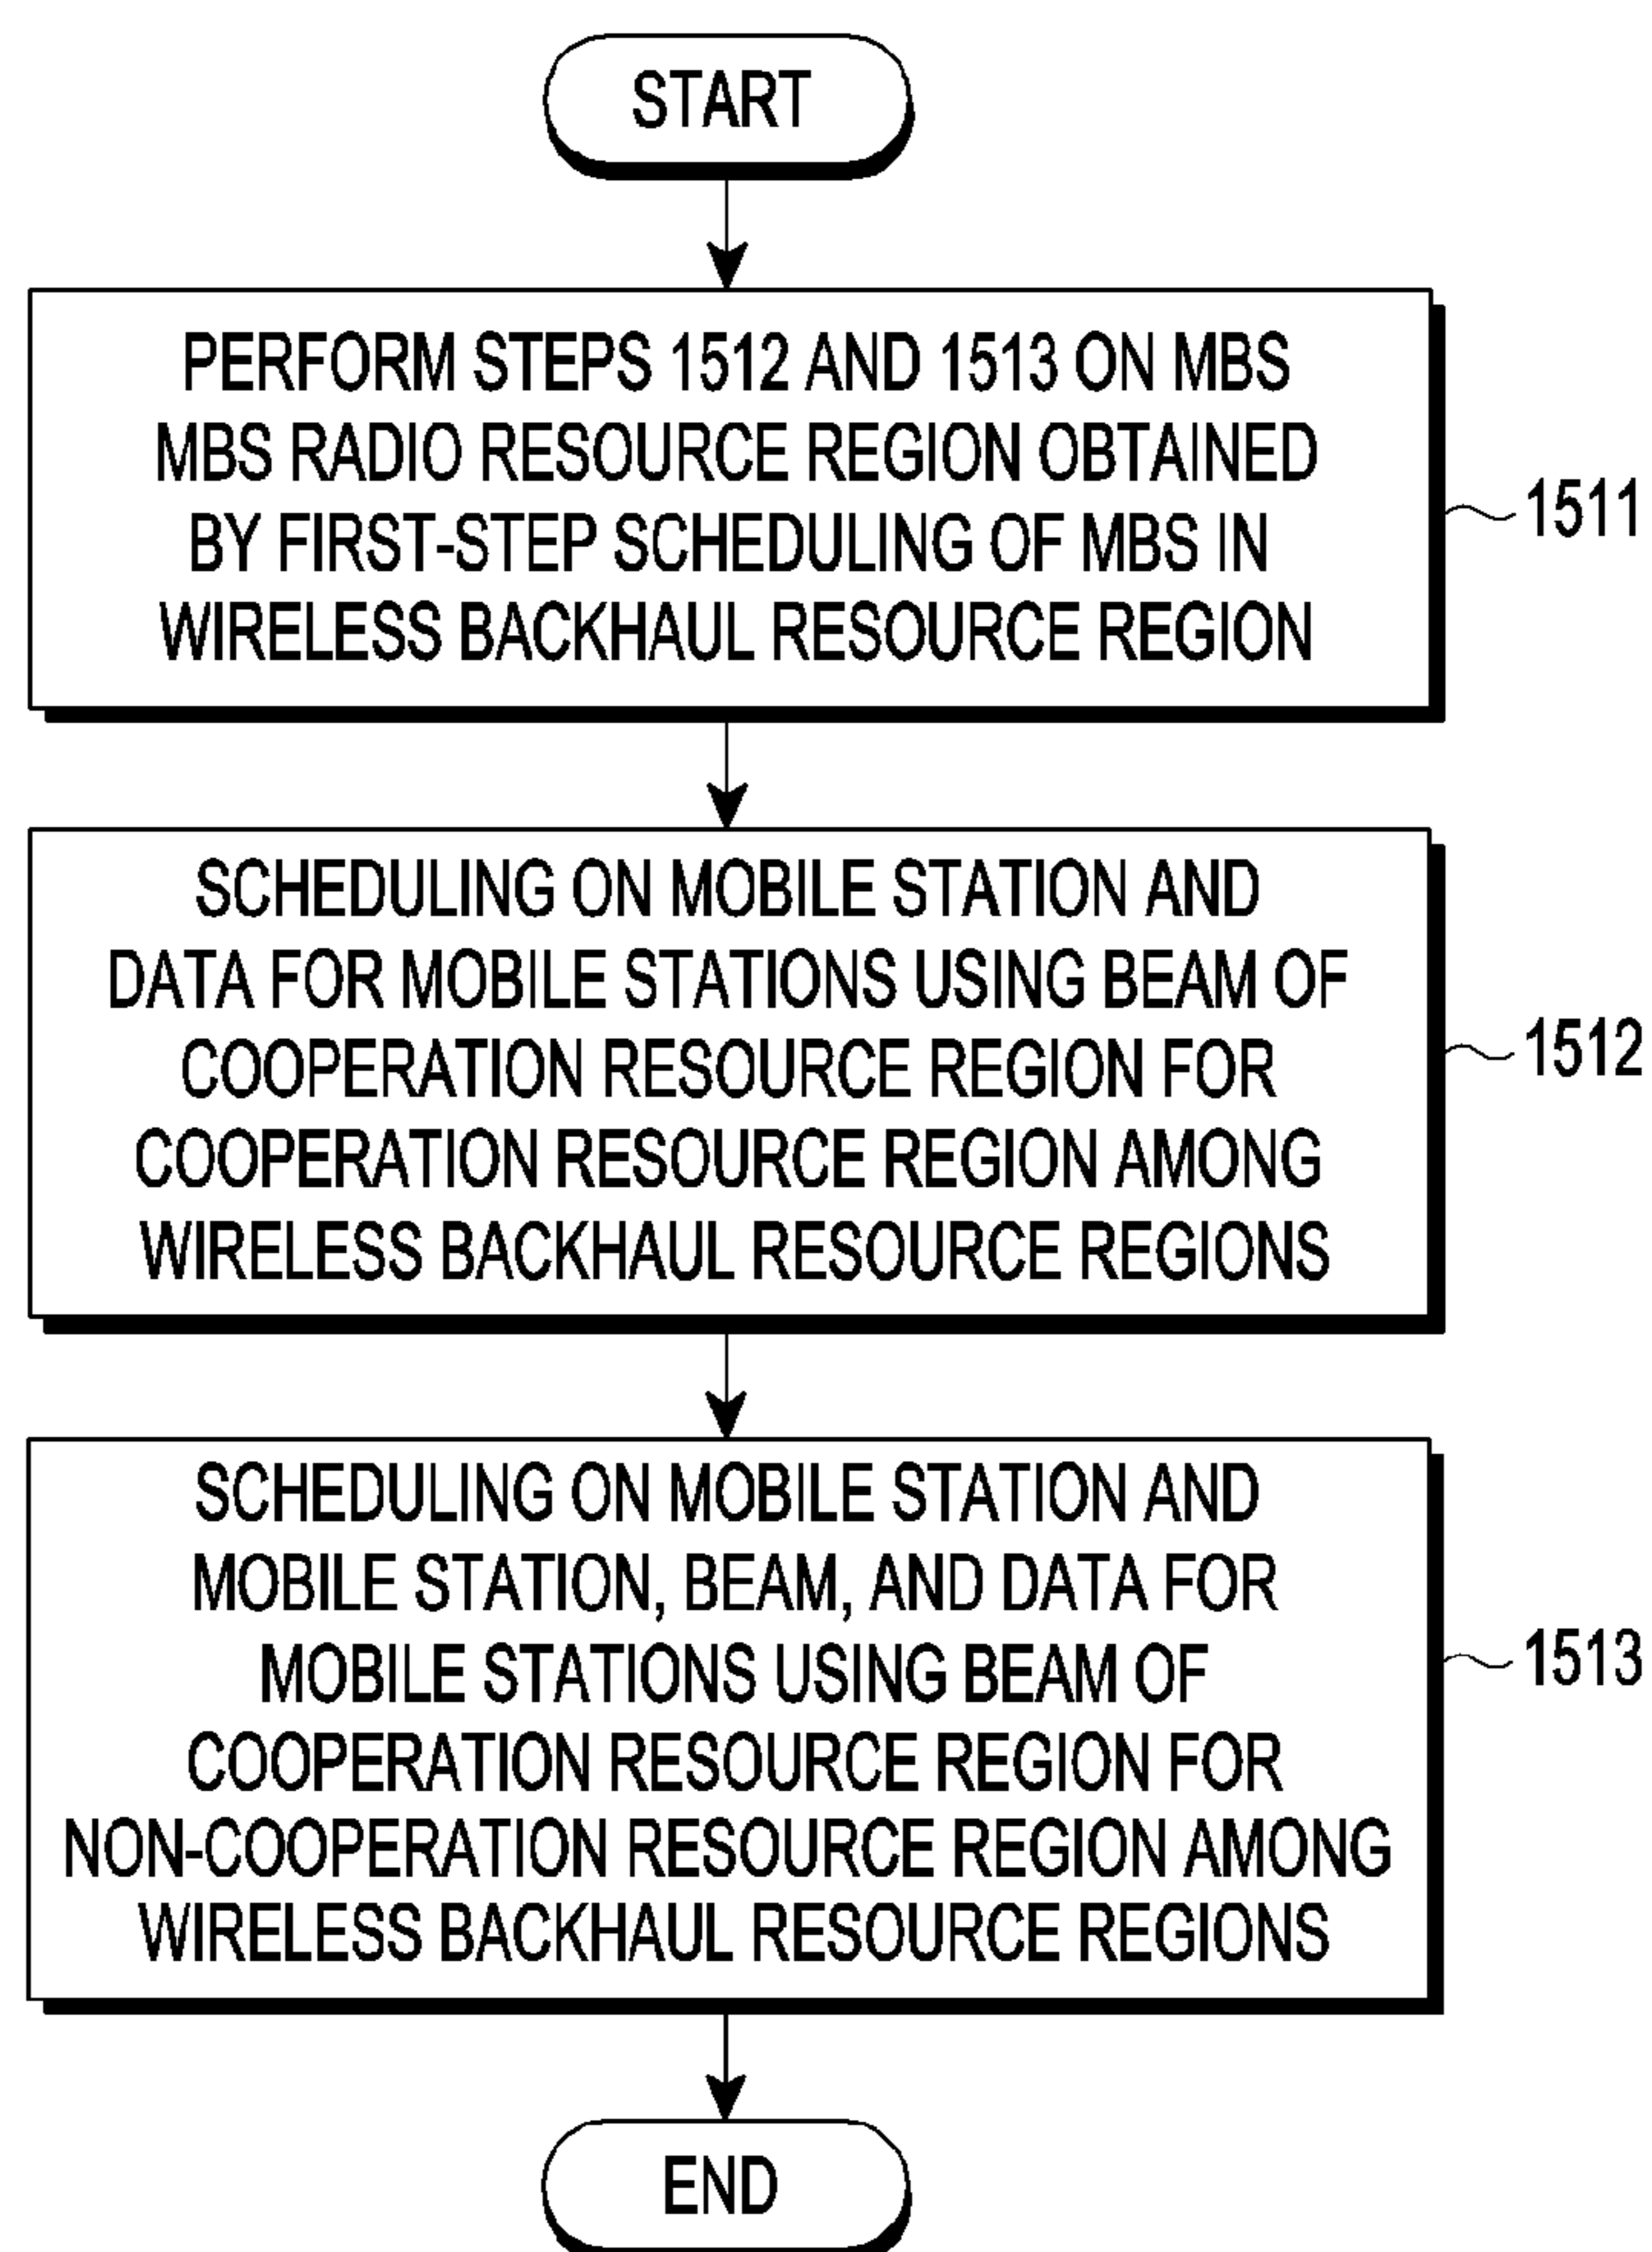 START
PERFORM STEPS 1512 AND 1513 ON MBS
MBS RADIO RESOURCE REGION OBTAINED
BY FIRST-STEP SCHEDULING OF MBS IN
WIRELESS BACKHAUL RESOURCE REGION
1511
SCHEDULING ON MOBILE STATION AND
DATA FOR MOBILE STATIONS USING BEAM OF
COOPERATION RESOURCE REGION FOR
COOPERATION RESOURCE REGION AMONG
WIRELESS BACKHAUL RESOURCE REGIONS
1512
SCHEDULING ON MOBILE STATION AND
MOBILE STATION, BEAM, AND DATA FOR
MOBILE STATIONS USING BEAM OF
COOPERATION RESOURCE REGION FOR
NON-COOPERATION RESOURCE REGION AMONG
WIRELESS BACKHAUL RESOURCE REGIONS
1513
END